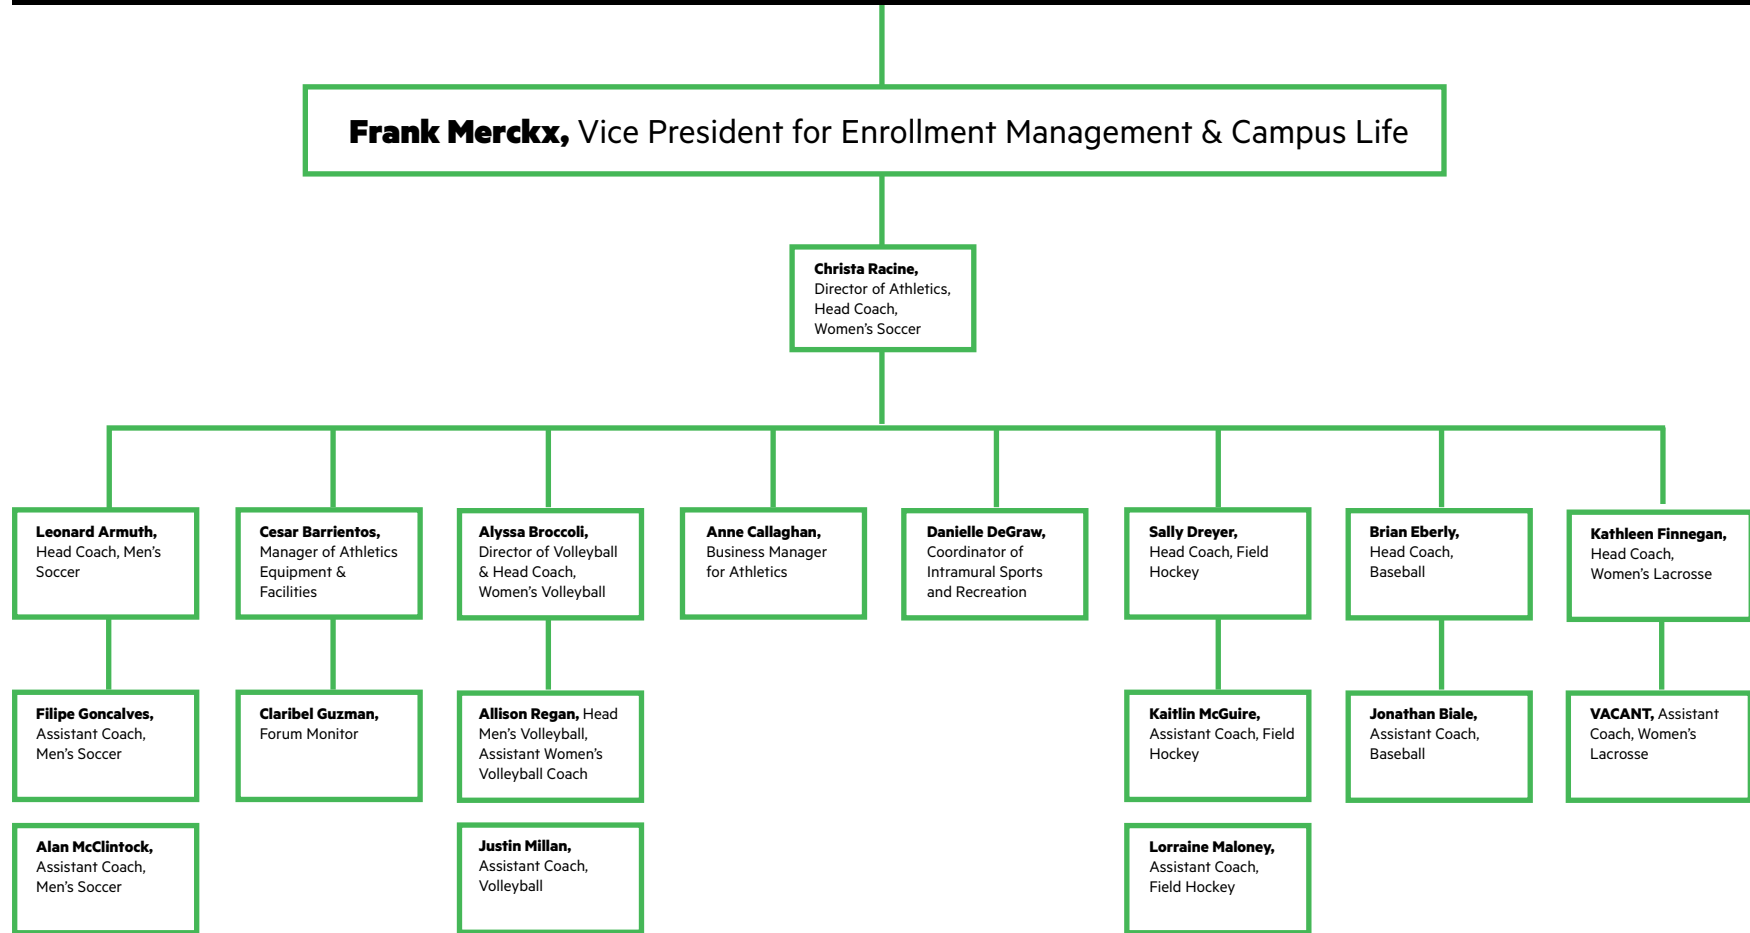 Frank Merckx, Vice President for Enrollment Management & Campus Life
Christa Racine,
Director of Athletics,
Head Coach,
Women’s Soccer
Leonard Armuth,
Head Coach, Men’s
Soccer
Cesar Barrientos,
Manager of Athletics
Equipment &
Facilities
Alyssa Broccoli,
Director of Volleyball
& Head Coach,
Women’s Volleyball
Anne Callaghan,
Business Manager
for Athletics
Danielle DeGraw,
Coordinator of
Intramural Sports
and Recreation
Sally Dreyer,
Head Coach, Field
Hockey
Brian Eberly,
Head Coach,
Baseball
Kathleen Finnegan,
Head Coach,
Women’s Lacrosse
Filipe Goncalves,
Assistant Coach,
Men’s Soccer
Claribel Guzman,
Forum Monitor
Allison Regan, Head
Men’s Volleyball,
Assistant Women’s
Volleyball Coach
Kaitlin McGuire,
Assistant Coach, Field
Hockey
Jonathan Biale,
Assistant Coach,
Baseball
VACANT, Assistant
Coach, Women’s
Lacrosse
Alan McClintock,
Assistant Coach,
Men’s Soccer
Justin Millan,
Assistant Coach,
Volleyball
Lorraine Maloney,
Assistant Coach,
Field Hockey